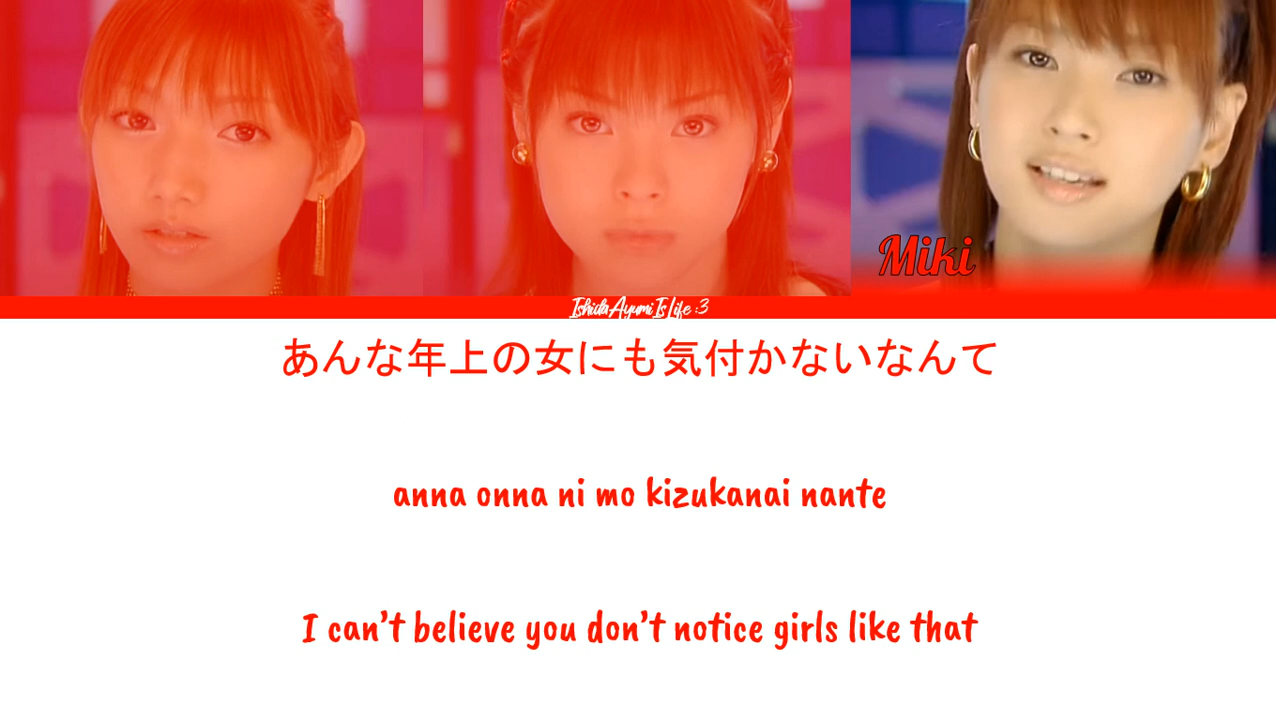 Miki
IshidaAyumiIsLife :3
あんな年上の女にも気付かないなんて
anna onna ni mo kizukanai nante
I can't believe you don't notice girls like that